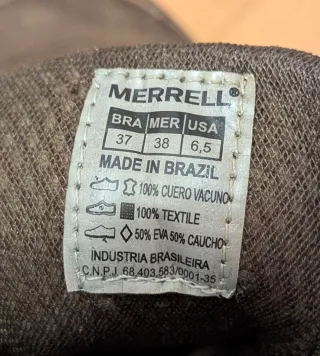 MERRELL®
BRA MER USA
37 38 6,5
MADE IN BRAZIL
100% CUERO VACUNO
100% TEXTILE
50% EVA 50% CAUCHO
INDÚSTRIA BRASILEIRA
C.N.P.J. 68.403.583/0001-35